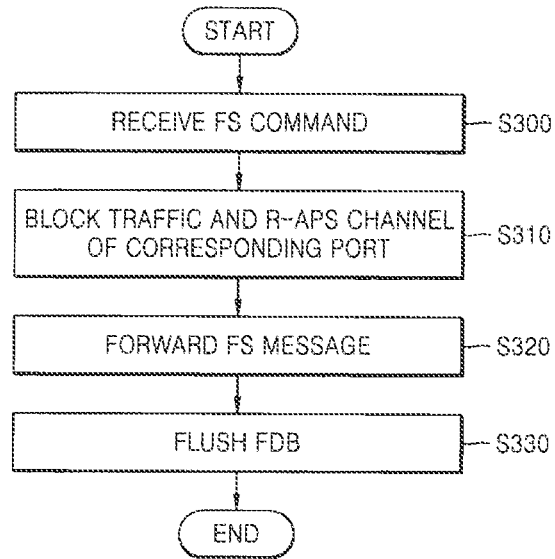 START
RECEIVE FS COMMAND
S300
BLOCK TRAFFIC AND R-APS CHANNEL
OF CORRESPONDING PORT
S310
FORWARD FS MESSAGE
S320
FLUSH FDB
S330
END